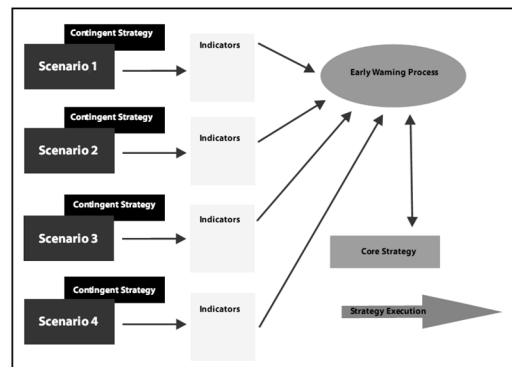 Contingent Strategy
Scenario 1
Indicators
Early Warning Process
Contingent Strategy
Scenario 2
Indicators
Contingent Strategy
Scenario 3
Indicators
Core Strategy
Contingent Strategy
Scenario 4
Indicators
Strategy Execution